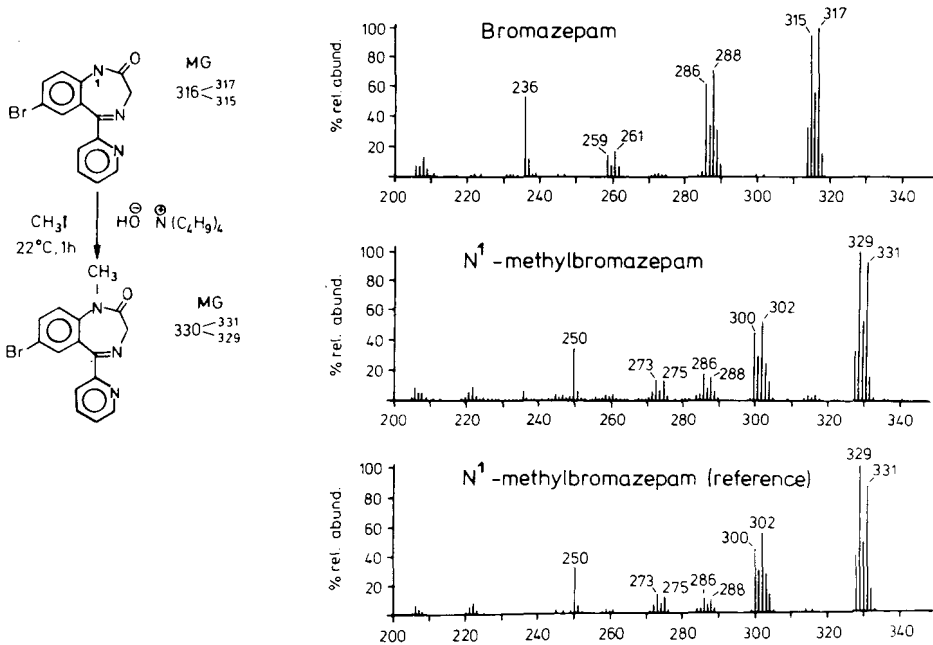 Br
N
1
O
N
N
MG
316 < 317
315
CH₃I
22°C, 1h
HO⊖ N⊕(C₄H₉)₄
CH₃
Br
N
O
N
N
MG
330 < 331
329
Bromazepam
% rel. abund.
100
80
60
40
20
236
259
261
286
288
315
317
200 220 240 260 280 300 320 340
N¹ -methylbromazepam
% rel. abund.
100
80
60
40
20
250
273
275
286
288
300
302
329
331
200 220 240 260 280 300 320 340
N¹ -methylbromazepam (reference)
% rel. abund.
100
80
60
40
20
250
273
275
286
288
300
302
329
331
200 220 240 260 280 300 320 340